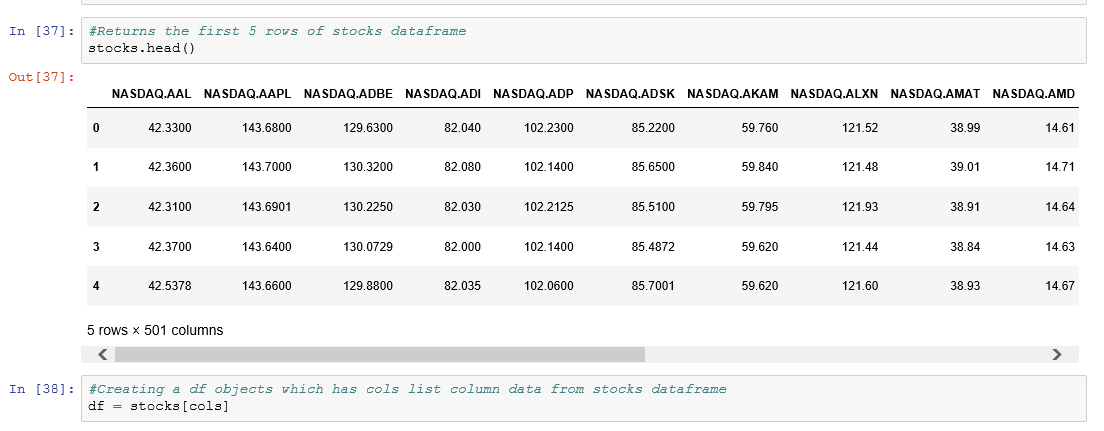 In [37]: #Returns the first 5 rows of stocks dataframe
stocks.head()
Out[37]:
NASDAQ.AAL NASDAQ.AAPL NASDAQ.ADBE NASDAQ.ADI NASDAQ.ADP NASDAQ.ADSK NASDAQ.AKAM NASDAQ.ALXN NASDAQ.AMAT NASDAQ.AMD
0 42.3300 143.6800 129.6300 82.040 102.2300 85.2200 59.760 121.52 38.99 14.61
1 42.3600 143.7000 130.3200 82.080 102.1400 85.6500 59.840 121.48 39.01 14.71
2 42.3100 143.6901 130.2250 82.030 102.2125 85.5100 59.795 121.93 38.91 14.64
3 42.3700 143.6400 130.0729 82.000 102.1400 85.4872 59.620 121.44 38.84 14.63
4 42.5378 143.6600 129.8800 82.035 102.0600 85.7001 59.620 121.60 38.93 14.67
5 rows × 501 columns
In [38]: #Creating a df objects which has cols list column data from stocks dataframe
df = stocks[cols]